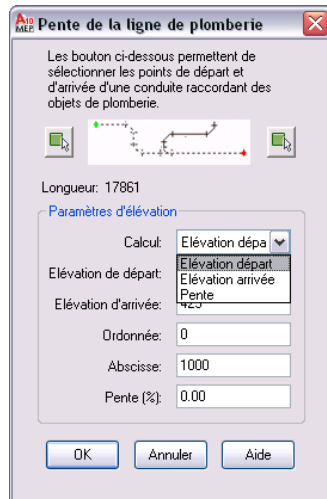 A10
MEP
Pente de la ligne de plomberie
Les bouton ci-dessous permettent de
sélectionner les points de départ et
d'arrivée d'une conduite raccordant des
objets de plomberie.
Longueur: 17861
Paramètres d'élévation
Calcul: Elévation dépa
Elévation départ
Elévation arrivée
Pente
Elévation de départ:
Elévation d'arrivée: 425
Ordonnée: 0
Abscisse: 1000
Pente (%): 0.00
OK Annuler Aide